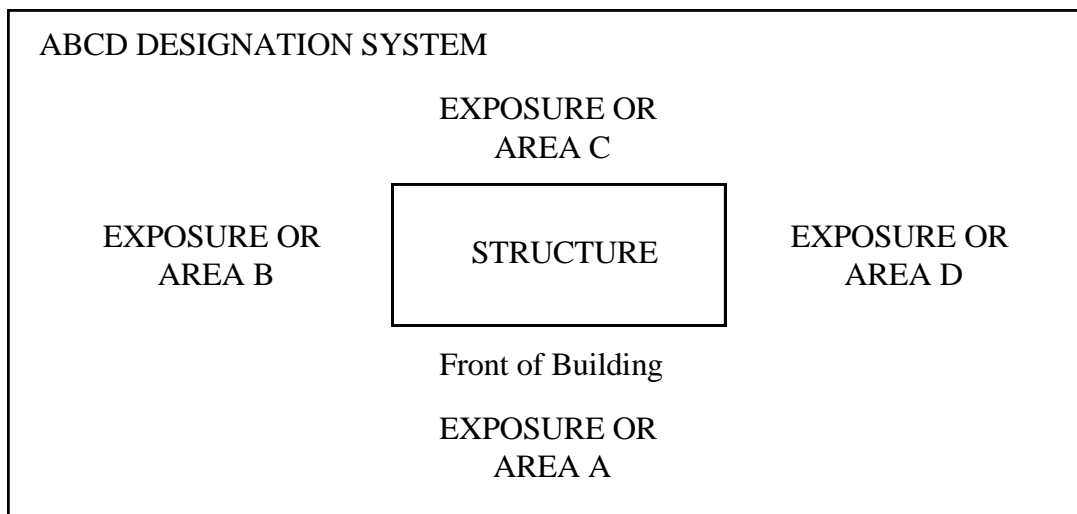 ABCD DESIGNATION SYSTEM
EXPOSURE OR
AREA C
EXPOSURE OR
AREA B
STRUCTURE
EXPOSURE OR
AREA D
Front of Building
EXPOSURE OR
AREA A